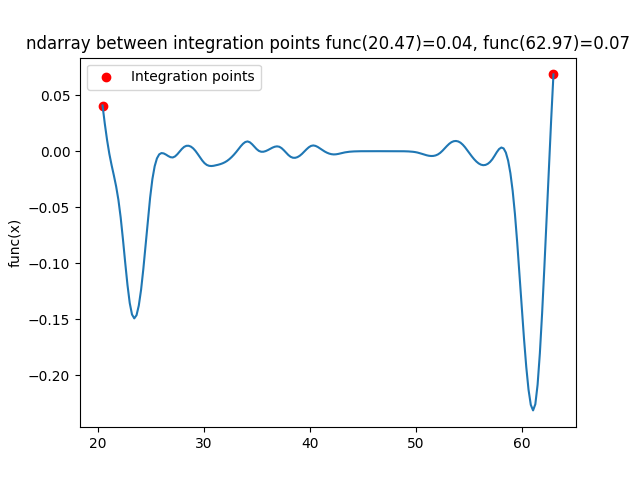 ndarray between integration points func(20.47)=0.04, func(62.97)=0.07
Integration points
0.05
0.00
−0.05
−0.10
−0.15
−0.20
func(x)
20 30 40 50 60